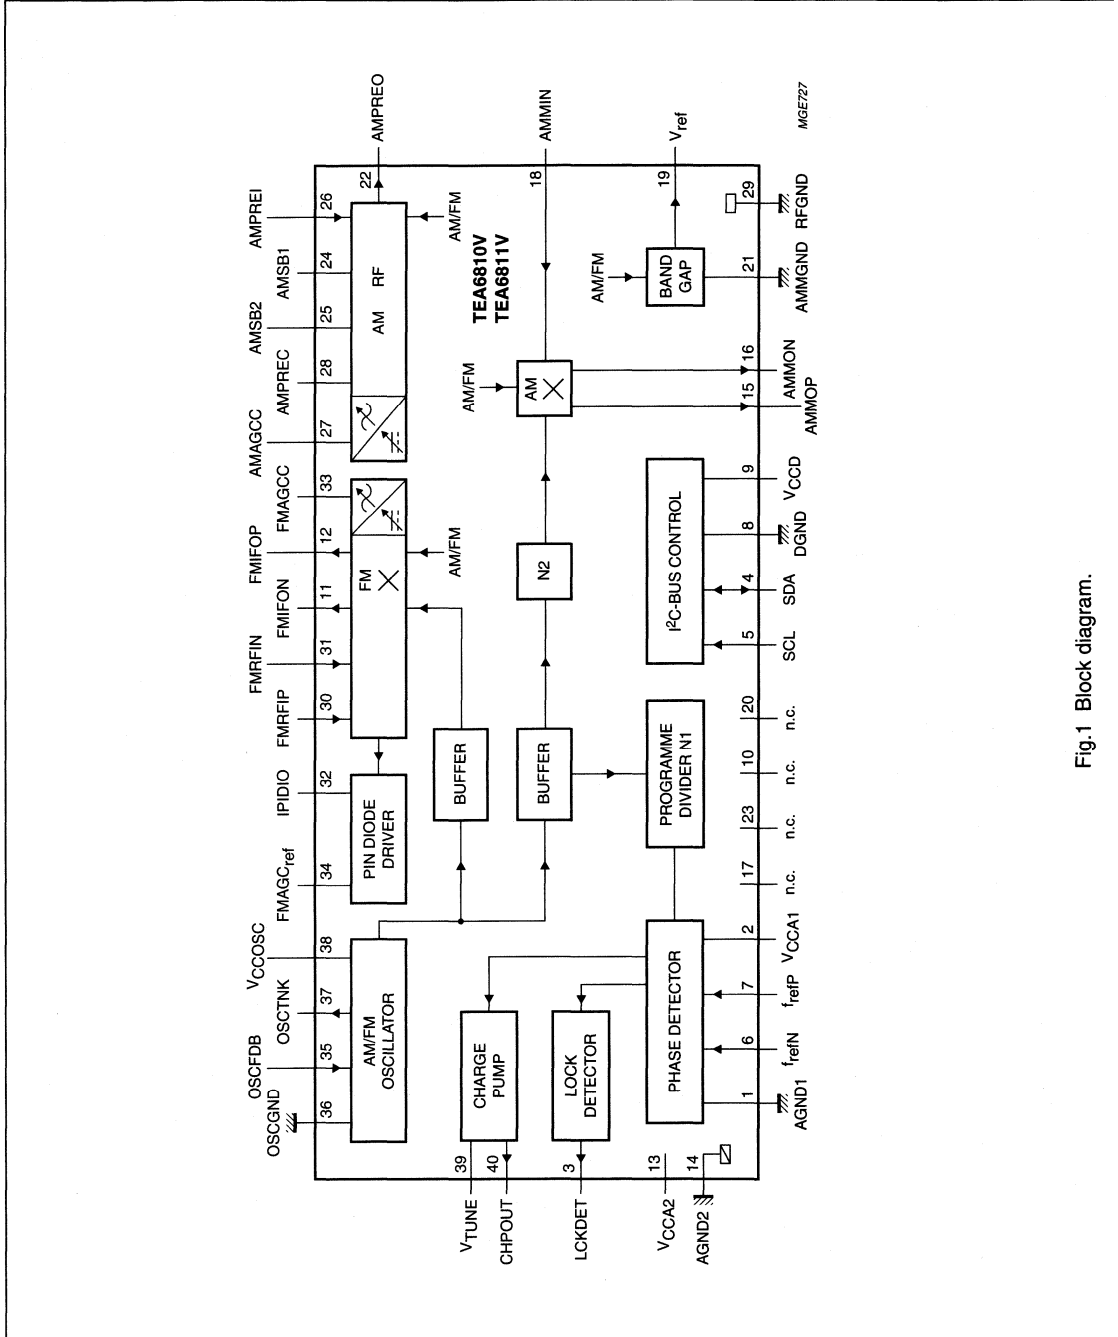 OSCGND
OSCFDB
OSCTNK
VCCOSC
FMAGCref
IPIDIO
FMRFIP
FMRFIN
FMIFON
FMIFOP
FMAGCC
AMAGCC
AMPREC
AMSB2
AMSB1
AMPREI
36
35
37
38
34
32
30
31
11
12
33
27
28
25
24
26
AM/FM
OSCILLATOR
PIN DIODE
DRIVER
FM
AM RF
22
AMPREO
AM/FM
AM/FM
TEA6810V
TEA6811V
VTUNE
39
CHPOUT
40
CHARGE
PUMP
BUFFER
AM/FM
LCKDET
3
LOCK
DETECTOR
BUFFER
N2
AM
18
AMMIN
AM/FM
VCCA2
13
AGND2
14
PHASE DETECTOR
PROGRAMME
DIVIDER N1
I2C-BUS CONTROL
BAND
GAP
19
Vref
1
6
7
2
17
23
10
20
5
4
8
9
15
16
21
29
AGND1
frefN
frefP
VCCA1
n.c.
n.c.
n.c.
n.c.
SCL
SDA
DGND
VCCD
AMMOP
AMMON
AMMGND
RFGND
MGE727
Fig.1 Block diagram.